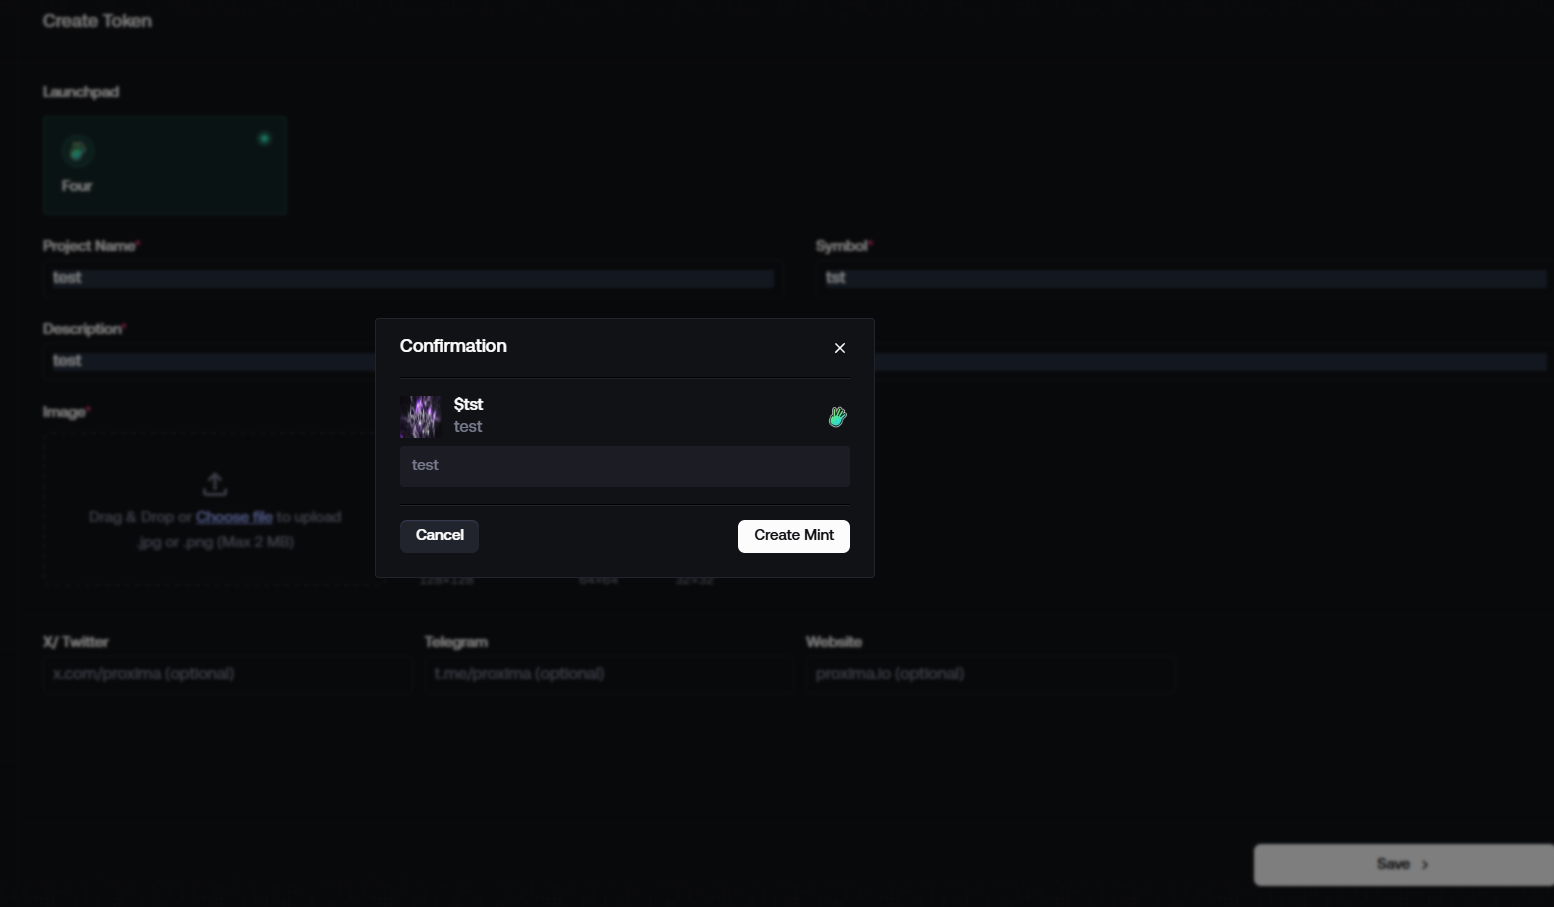 Create Token
Launchpad
Four
Project Name*
Symbol*
test
tst
Description*
test
Image*
Drag & Drop or Choose file to upload
.jpg or .png (Max 2 MB)
128×128
64×64
32×32
Confirmation
$tst
test
test
Cancel
Create Mint
X/ Twitter
Telegram
Website
x.com/proxima (optional)
t.me/proxima (optional)
proxima.io (optional)
Save